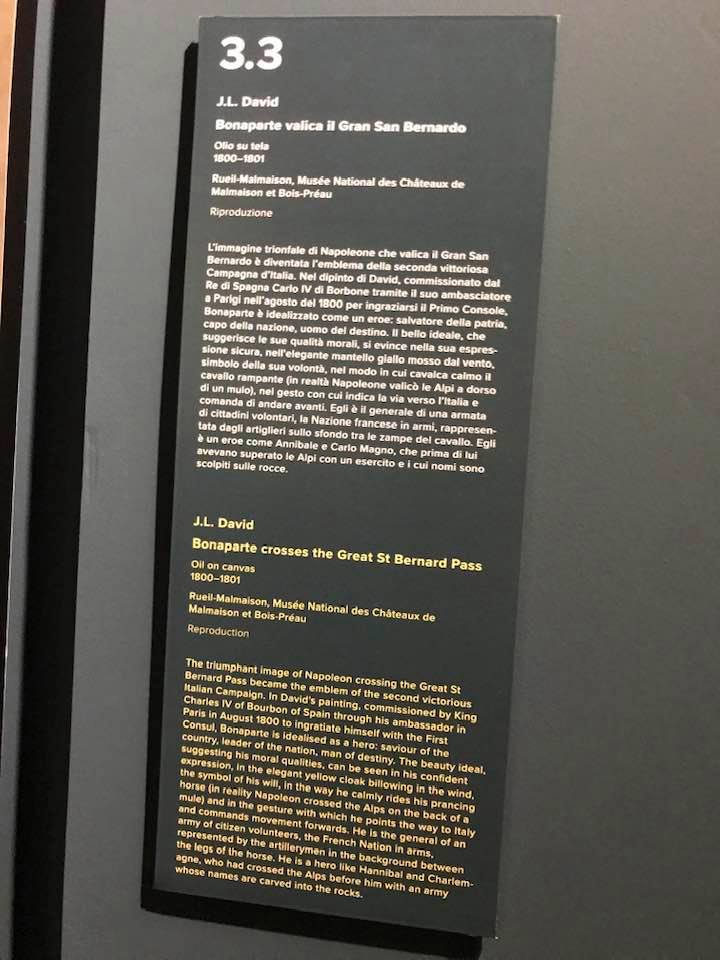 3.3
J.L. David
Bonaparte valica il Gran San Bernardo
Olio su tela
1800–1801
Rueil-Malmaison, Musée National des Châteaux de
Malmaison et Bois-Préau
Riproduzione
L'immagine trionfale di Napoleone che valica il Gran San
Bernardo è diventata l'emblema della seconda vittoriosa
Campagna d'Italia. Nel dipinto di David, commissionato dal
Re di Spagna Carlo IV di Borbone tramite il suo ambasciatore
a Parigi nell'agosto del 1800 per ingraziarsi il Primo Console,
Bonaparte è idealizzato come un eroe: salvatore della patria,
capo della nazione, uomo del destino. Il bello ideale, che
suggerisce le sue qualità morali, si evince nella sua espres-
sione sicura, nell'elegante mantello giallo mosso dal vento,
simbolo della sua volontà, nel modo in cui cavalca calmo il
cavallo rampante (in realtà Napoleone valicò le Alpi a dorso
di un mulo), nel gesto con cui indica la via verso l'Italia e
comanda di andare avanti. Egli è il generale di una armata
di cittadini volontari, la Nazione francese in armi, rappresen-
tata dagli artiglieri sullo sfondo tra le zampe del cavallo. Egli
è un eroe come Annibale e Carlo Magno, che prima di lui
avevano superato le Alpi con un esercito e i cui nomi sono
scolpiti sulle rocce.
J.L. David
Bonaparte crosses the Great St Bernard Pass
Oil on canvas
1800–1801
Rueil-Malmaison, Musée National des Châteaux de
Malmaison et Bois-Préau
Reproduction
The triumphant image of Napoleon crossing the Great St
Bernard Pass became the emblem of the second victorious
Italian Campaign. In David's painting, commissioned by King
Charles IV of Bourbon of Spain through his ambassador in
Paris in August 1800 to ingratiate himself with the First
Consul, Bonaparte is idealised as a hero: saviour of the
country, leader of the nation, man of destiny. The beauty ideal,
suggesting his moral qualities, can be seen in his confident
expression, in the elegant yellow cloak billowing in the wind,
the symbol of his will, in the way he calmly rides his prancing
horse (in reality Napoleon crossed the Alps on the back of a
mule) and in the gesture with which he points the way to Italy
and commands movement forwards. He is the general of an
army of citizen volunteers, the French Nation in arms,
represented by the artillerymen in the background between
the legs of the horse. He is a hero like Hannibal and Charlem-
agne, who had crossed the Alps before him with an army
whose names are carved into the rocks.